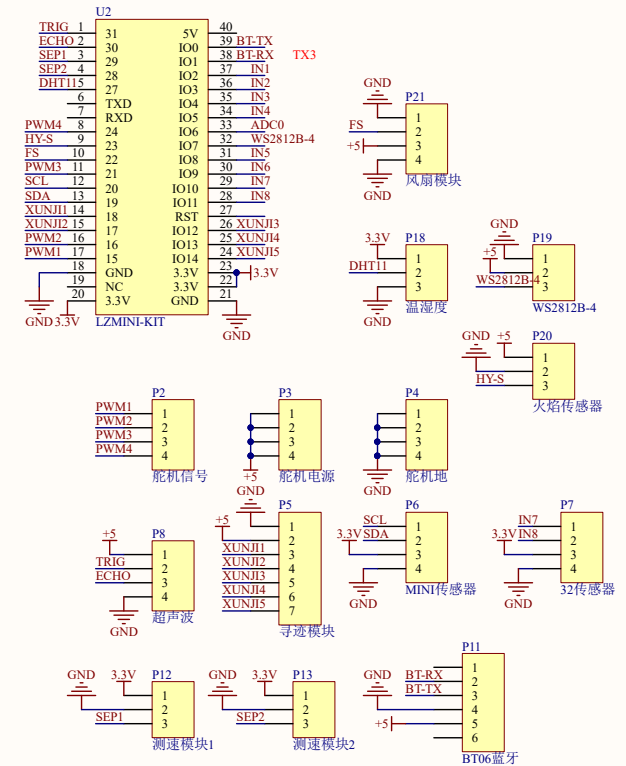 U2
TRIG 1 31 5V 40
ECHO 2 30 IO0 39 BT-TX
SEP1 3 29 IO1 38 BT-RX TX3
SEP2 4 28 IO2 37 IN1
DHT11 5 27 IO3 36 IN2
6 TXD IO4 35 IN3
7 RXD IO5 34 IN4
PWM4 8 24 IO6 33 ADC0
HY-S 9 23 IO7 32 WS2812B-4
FS 10 22 IO8 31 IN5
PWM3 11 21 IO9 30 IN6
SCL 12 20 IO10 29 IN7
SDA 13 19 IO11 28 IN8
XUNJI1 14 18 RST 27
XUNJI2 15 17 IO12 26 XUNJI3
PWM2 16 16 IO13 25 XUNJI4
PWM1 17 15 IO14 24 XUNJI5
18 GND 3.3V 23 3.3V
19 NC 3.3V 22
20 3.3V GND 21
GND 3.3V LZMINI-KIT GND
GND P21
1
FS 2
+5 3
4
GND 风扇模块
3.3V P18
1
DHT11 2
3
GND 温湿度
GND P19
+5 1
2
WS2812B-4 3
WS2812B-4
GND +5 P20
1
2
HY-S 3
火焰传感器
P2
PWM1 1
PWM2 2
PWM3 3
PWM4 4
舵机信号
P3
1
2
3
4
+5 舵机电源
P4
1
2
3
4
GND 舵机地
P8
+5 1
TRIG 2
ECHO 3
4
GND 超声波
GND P5
+5 1
2
XUNJI1 3
XUNJI2 4
XUNJI3 5
XUNJI4 6
XUNJI5 7
寻迹模块
P6
SCL 1
3.3V SDA 2
3
4
GND MINI传感器
P7
IN7 1
3.3V IN8 2
3
4
GND 32传感器
GND 3.3V P12
1
2
SEP1 3
测速模块1
GND 3.3V P13
1
2
SEP2 3
测速模块2
P11
1
GND BT-RX 2
BT-TX 3
4
+5 5
6
BT06蓝牙